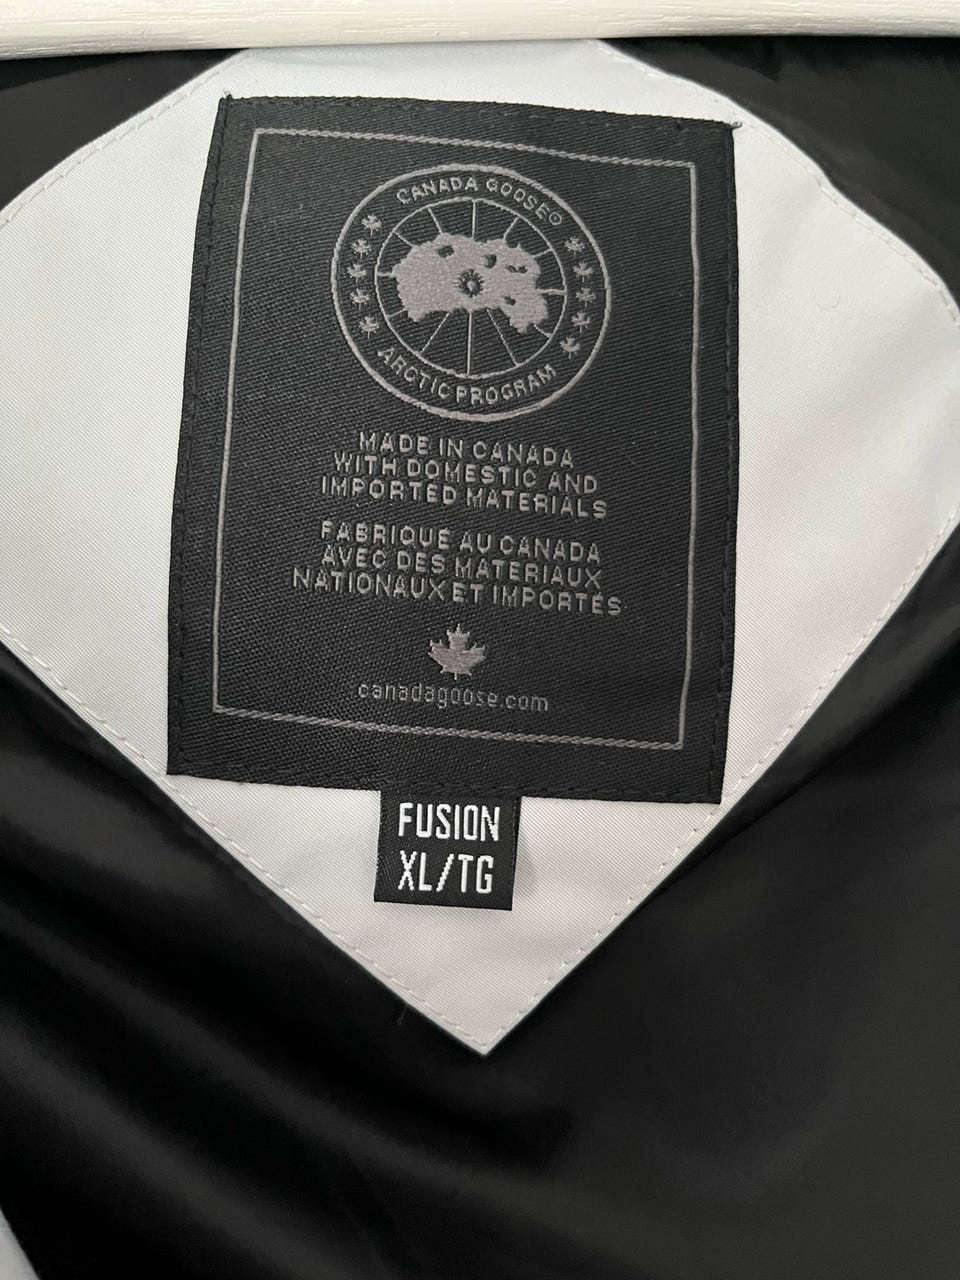 CANADA GOOSE®
ARCTIC PROGRAM
MADE IN CANADA
WITH DOMESTIC AND
IMPORTED MATERIALS
FABRIQUÉ AU CANADA
AVEC DES MATERIAUX
NATIONAUX ET IMPORTÉS
canadagoose.com
FUSION
XL/TG